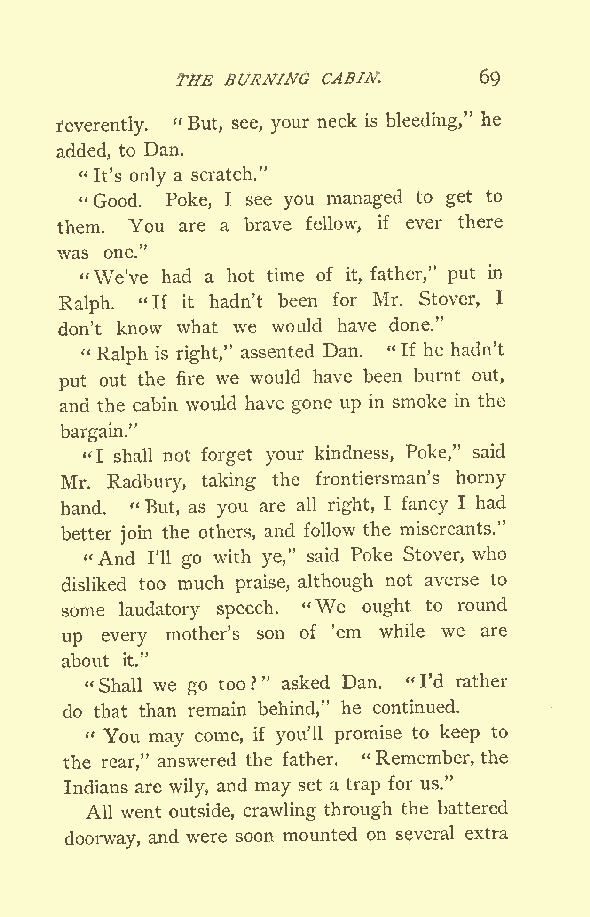 THE BURNING CABIN. 69
reverently. "But, see, your neck is bleeding," he
added, to Dan.
"It's only a scratch."
"Good. Poke, I see you managed to get to
them. You are a brave fellow, if ever there
was one."
"We've had a hot time of it, father," put in
Ralph. "If it hadn't been for Mr. Stover, I
don't know what we would have done."
"Ralph is right," assented Dan. "If he hadn't
put out the fire we would have been burnt out,
and the cabin would have gone up in smoke in the
bargain."
"I shall not forget your kindness, Poke," said
Mr. Radbury, taking the frontiersman's horny
hand. "But, as you are all right, I fancy I had
better join the others, and follow the miscreants."
"And I'll go with ye," said Poke Stover, who
disliked too much praise, although not averse to
some laudatory speech. "We ought to round
up every mother's son of 'em while we are
about it."
"Shall we go too?" asked Dan. "I'd rather
do that than remain behind," he continued.
"You may come, if you'll promise to keep to
the rear," answered the father. "Remember, the
Indians are wily, and may set a trap for us."
All went outside, crawling through the battered
doorway, and were soon mounted on several extra